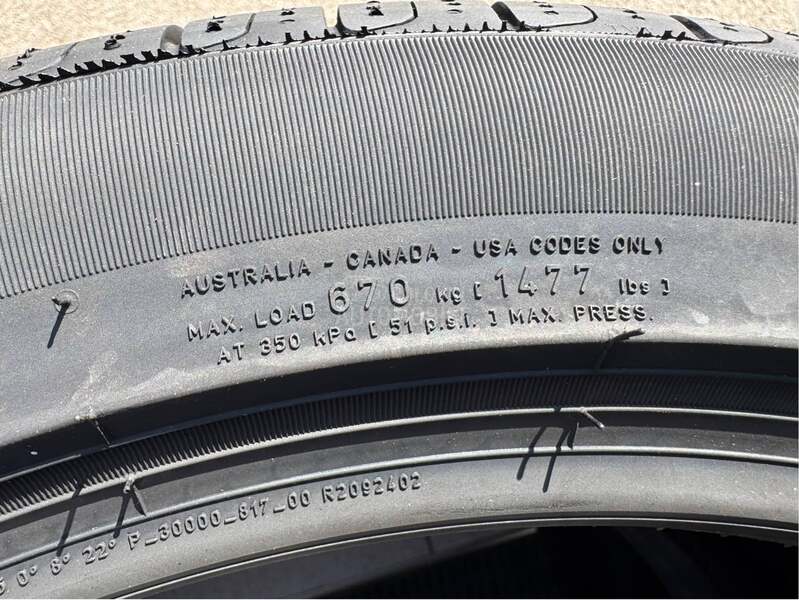 AUSTRALIA - CANADA - USA CODES ONLY
MAX. LOAD 670 kg [ 1477 lbs ]
AT 350 kPa [ 51 p.s.i. ] MAX. PRESS.
0° 8° 22° P_30000_817_00 R2092402